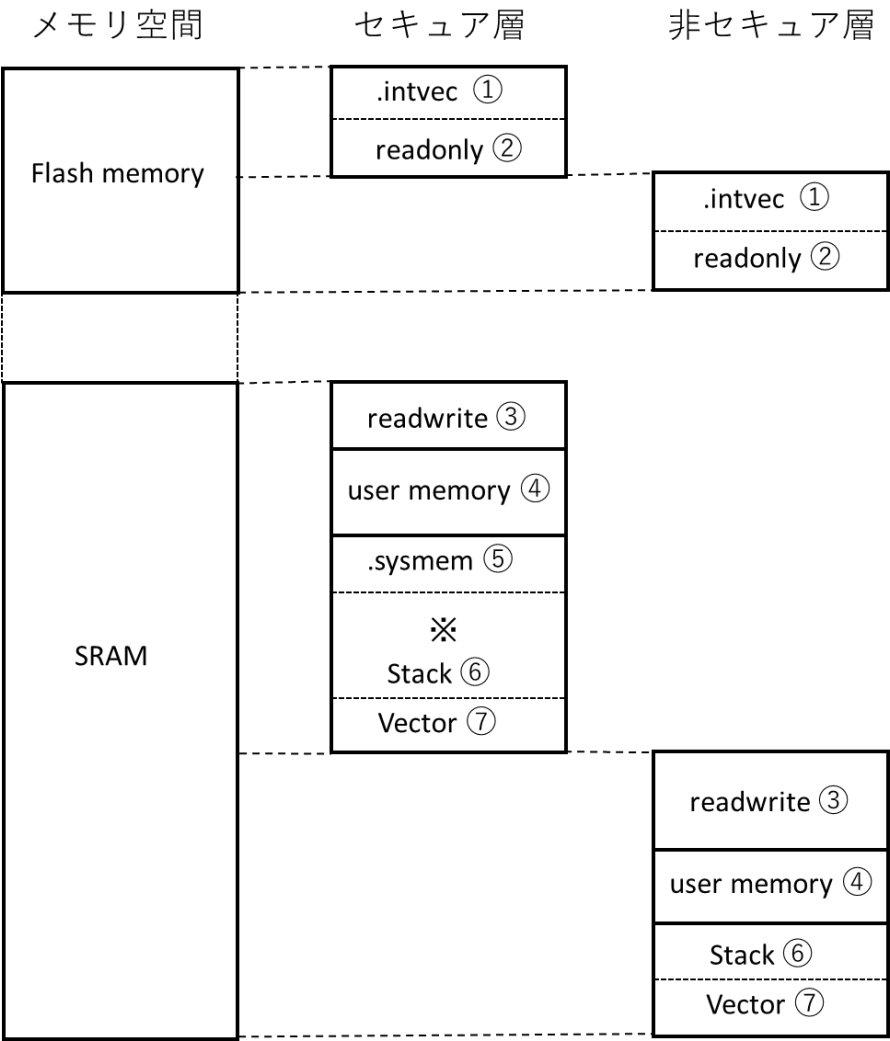 メモリ空間
セキュア層
非セキュア層
Flash memory
.intvec ①
readonly ②
.intvec ①
readonly ②
SRAM
readwrite ③
user memory ④
.sysmem ⑤
※
Stack ⑥
Vector ⑦
readwrite ③
user memory ④
Stack ⑥
Vector ⑦